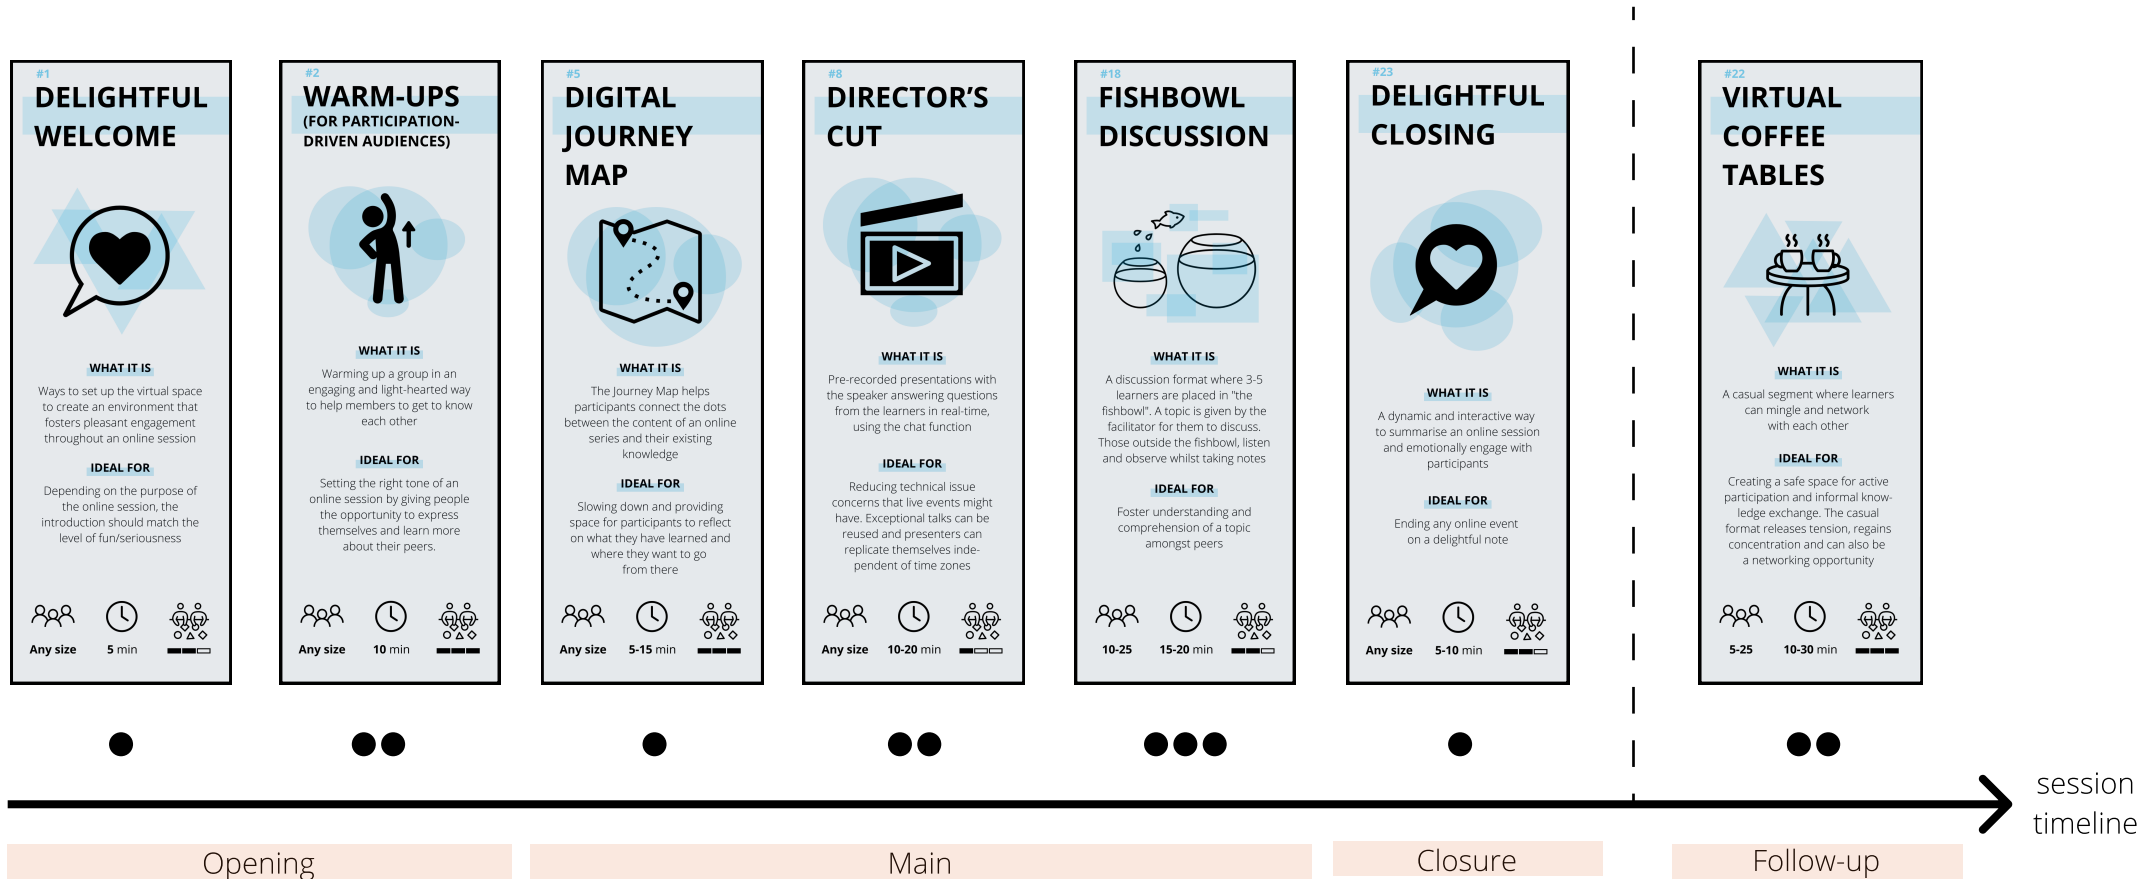 #1
DELIGHTFUL
WELCOME
WHAT IT IS
Ways to set up the virtual space
to create an environment that
fosters pleasant engagement
throughout an online session
IDEAL FOR
Depending on the purpose of
the online session, the
introduction should match the
level of fun/seriousness
Any size
5 min
#2
WARM-UPS
(FOR PARTICIPATION-
DRIVEN AUDIENCES)
WHAT IT IS
Warming up a group in an
engaging and light-hearted way
to help members to get to know
each other
IDEAL FOR
Setting the right tone of an
online session by giving people
the opportunity to express
themselves and learn more
about their peers.
Any size
10 min
#5
DIGITAL
JOURNEY
MAP
WHAT IT IS
The Journey Map helps
participants connect the dots
between the content of an online
series and their existing
knowledge
IDEAL FOR
Slowing down and providing
space for participants to reflect
on what they have learned and
where they want to go
from there
Any size
5-15 min
#8
DIRECTOR'S
CUT
WHAT IT IS
Pre-recorded presentations with
the speaker answering questions
from the learners in real-time,
using the chat function
IDEAL FOR
Reducing technical issue
concerns that live events might
have. Exceptional talks can be
reused and presenters can
replicate themselves inde-
pendent of time zones
Any size
10-20 min
#18
FISHBOWL
DISCUSSION
WHAT IT IS
A discussion format where 3-5
learners are placed in "the
fishbowl". A topic is given by the
facilitator for them to discuss.
Those outside the fishbowl, listen
and observe whilst taking notes
IDEAL FOR
Foster understanding and
comprehension of a topic
amongst peers
10-25
15-20 min
#23
DELIGHTFUL
CLOSING
WHAT IT IS
A dynamic and interactive way
to summarise an online session
and emotionally engage with
participants
IDEAL FOR
Ending any online event
on a delightful note
Any size
5-10 min
#22
VIRTUAL
COFFEE
TABLES
WHAT IT IS
A casual segment where learners
can mingle and network
with each other
IDEAL FOR
Creating a safe space for active
participation and informal know-
ledge exchange. The casual
format releases tension, regains
concentration and can also be
a networking opportunity
5-25
10-30 min
session
timeline
Opening
Main
Closure
Follow-up